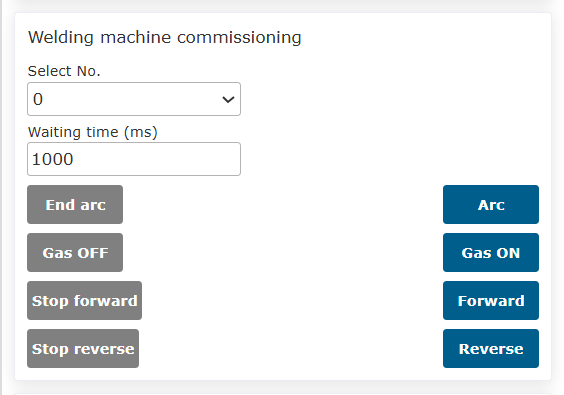 Welding machine commissioning
Select No.
0
Waiting time (ms)
1000
End arc Arc
Gas OFF Gas ON
Stop forward Forward
Stop reverse Reverse